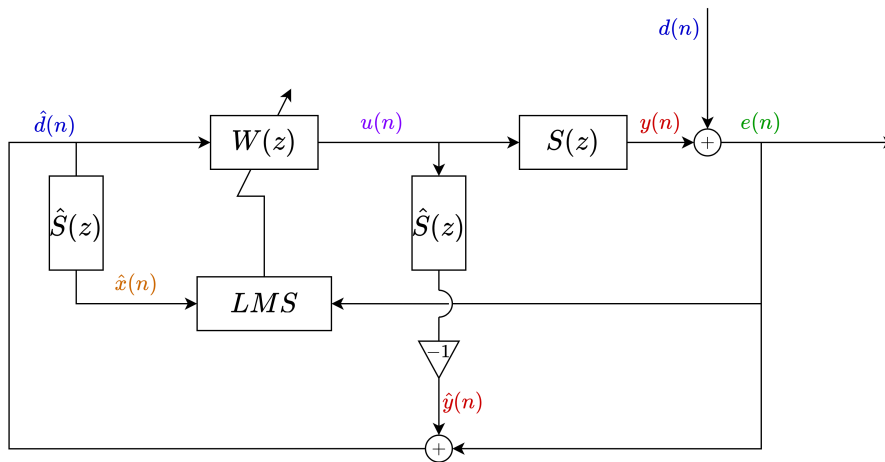 d(n)
d̂(n)
W(z)
u(n)
S(z)
y(n)
+
e(n)
Ŝ(z)
Ŝ(z)
x̂(n)
LMS
−1
ŷ(n)
+